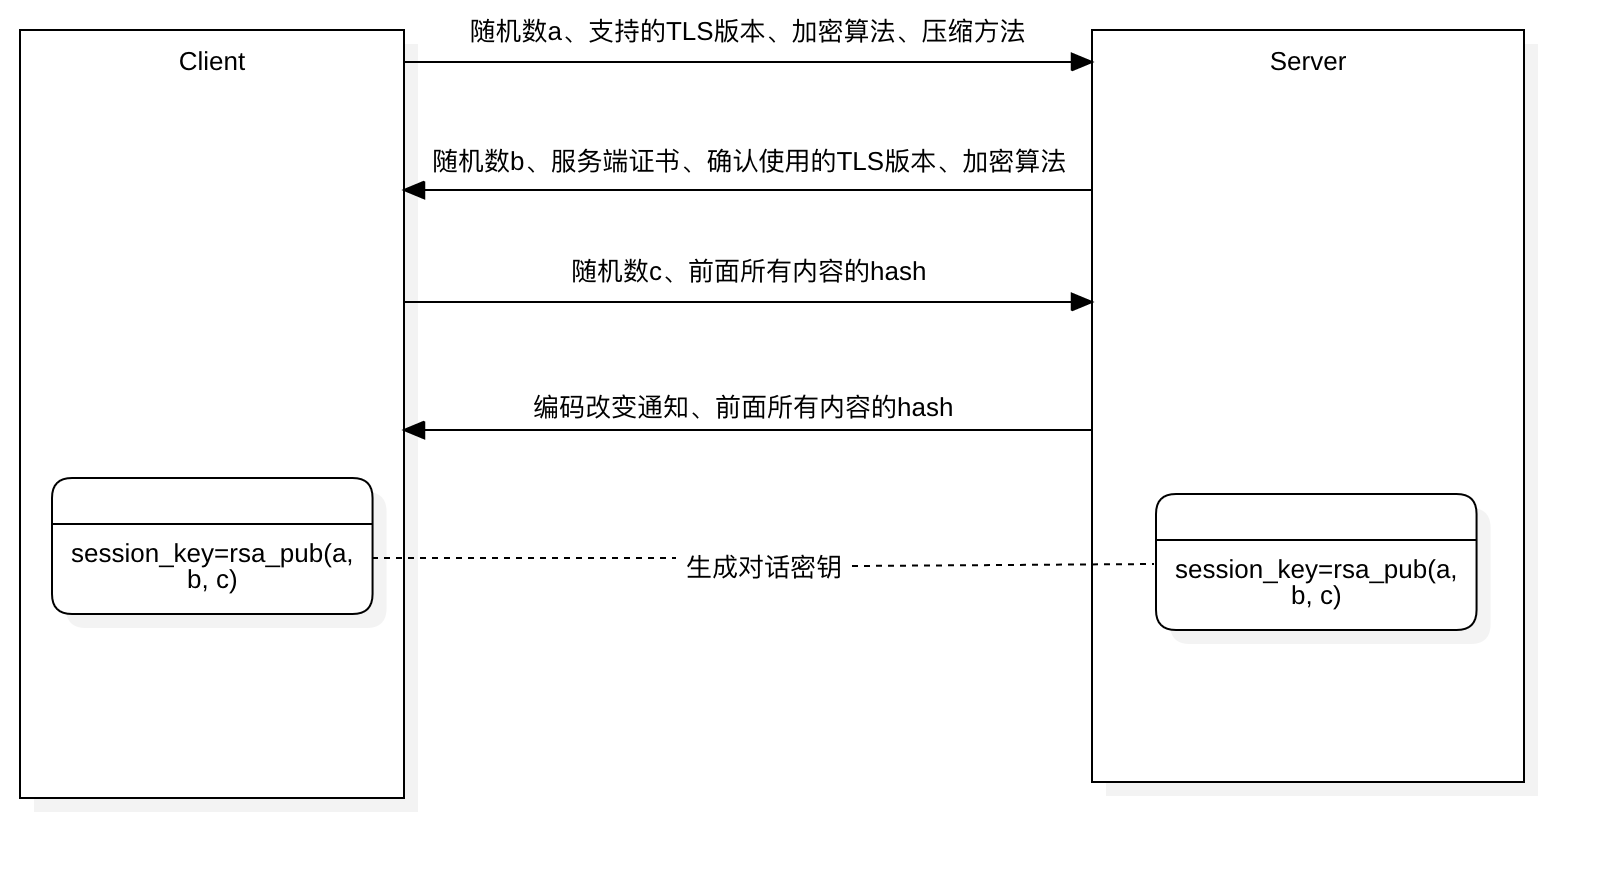 随机数a、支持的TLS版本、加密算法、压缩方法
Client
Server
随机数b、服务端证书、确认使用的TLS版本、加密算法
随机数c、前面所有内容的hash
编码改变通知、前面所有内容的hash
session_key=rsa_pub(a,
b, c)
生成对话密钥
session_key=rsa_pub(a,
b, c)